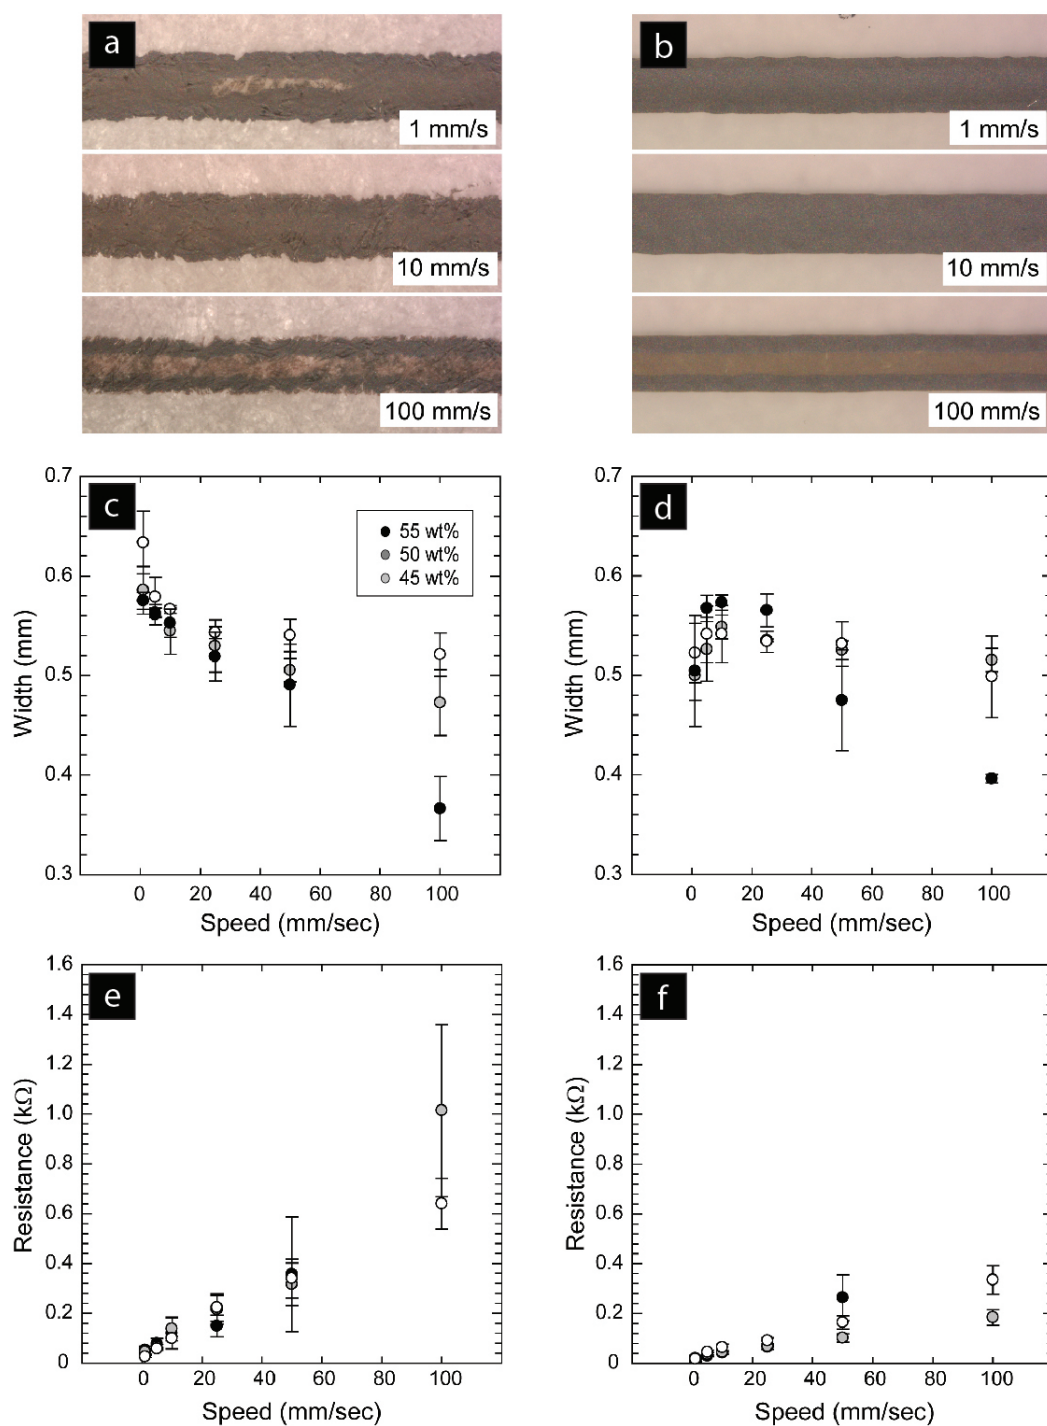 a
1 mm/s
10 mm/s
100 mm/s
b
1 mm/s
10 mm/s
100 mm/s
c
0.7
0.6
0.5
0.4
0.3
Width (mm)
55 wt%
50 wt%
45 wt%
0 20 40 60 80 100
Speed (mm/sec)
d
0.7
0.6
0.5
0.4
0.3
Width (mm)
0 20 40 60 80 100
Speed (mm/sec)
e
1.6
1.4
1.2
1.0
0.8
0.6
0.4
0.2
0
Resistance (kΩ)
0 20 40 60 80 100
Speed (mm/sec)
f
1.6
1.4
1.2
1.0
0.8
0.6
0.4
0.2
0
Resistance (kΩ)
0 20 40 60 80 100
Speed (mm/sec)